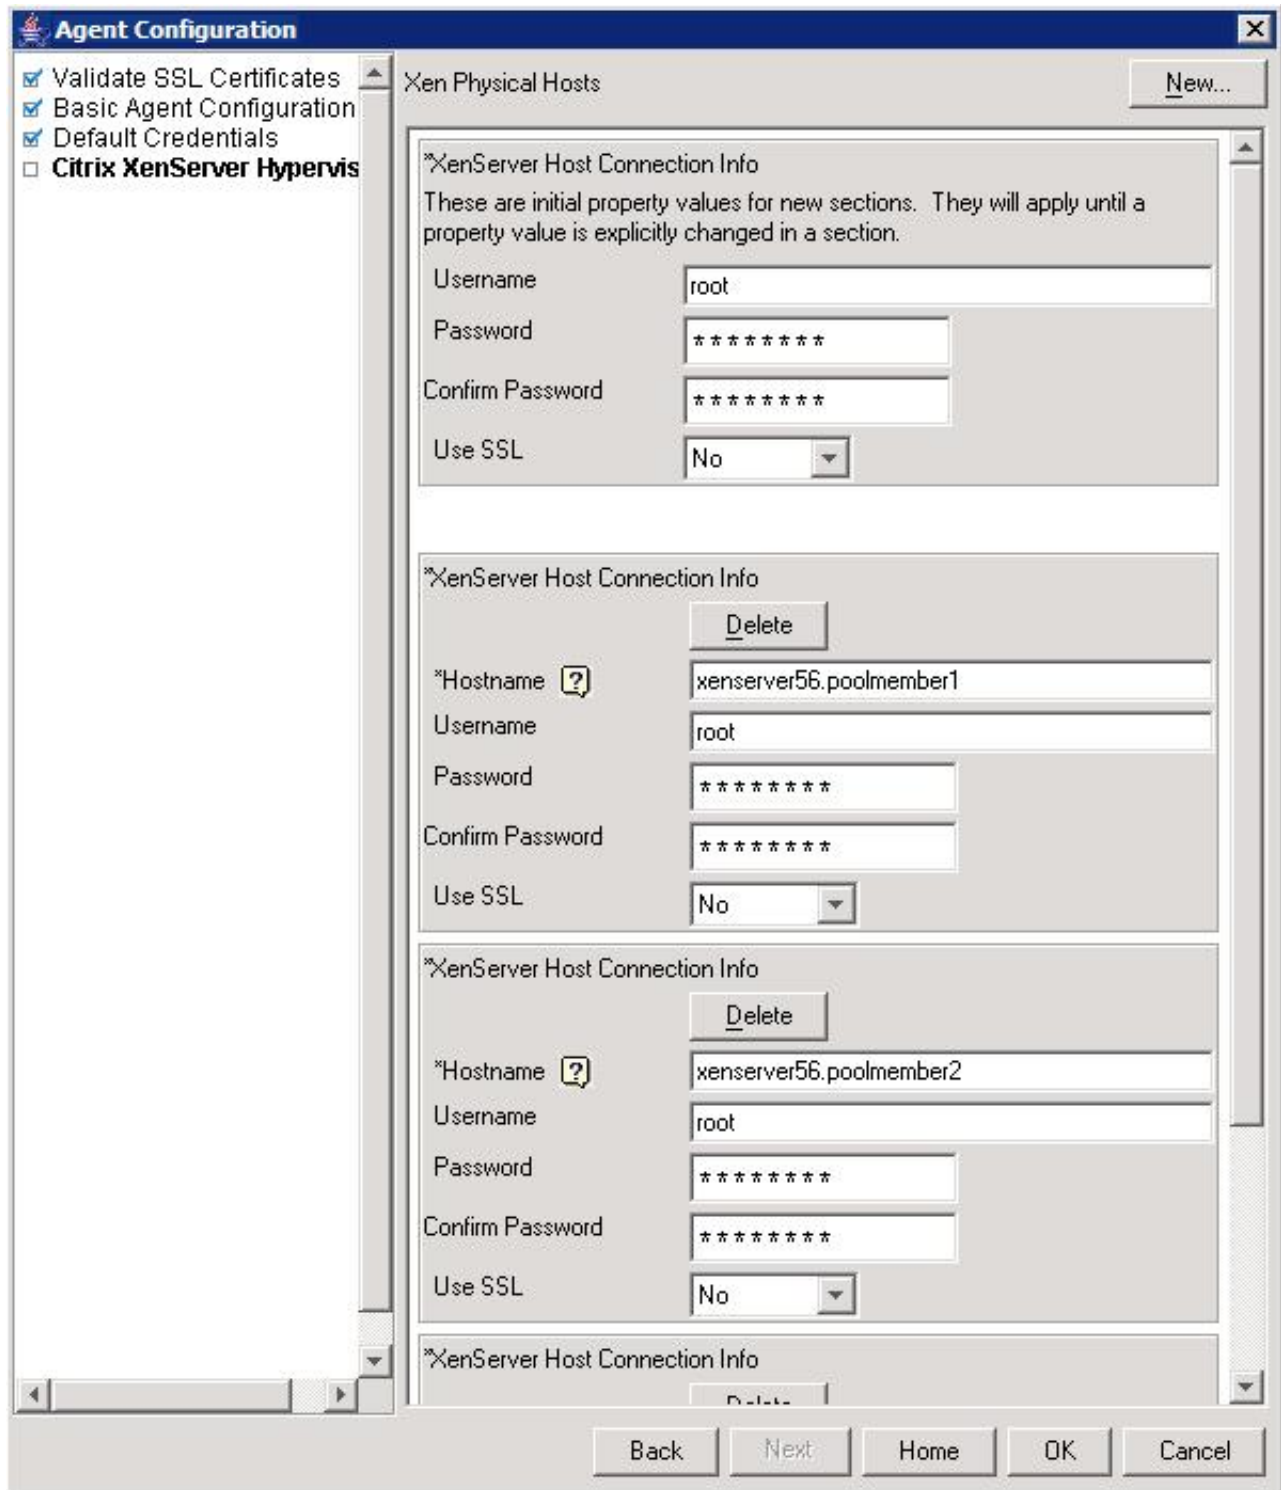 Agent Configuration
Validate SSL Certificates
Basic Agent Configuration
Default Credentials
Citrix XenServer Hypervis
Xen Physical Hosts
New...
*XenServer Host Connection Info
These are initial property values for new sections. They will apply until a
property value is explicitly changed in a section.
Username
root
Password
********
Confirm Password
********
Use SSL
No
*XenServer Host Connection Info
Delete
*Hostname ?
xenserver56.poolmember1
Username
root
Password
********
Confirm Password
********
Use SSL
No
*XenServer Host Connection Info
Delete
*Hostname ?
xenserver56.poolmember2
Username
root
Password
********
Confirm Password
********
Use SSL
No
*XenServer Host Connection Info
Delete
Back
Next
Home
OK
Cancel